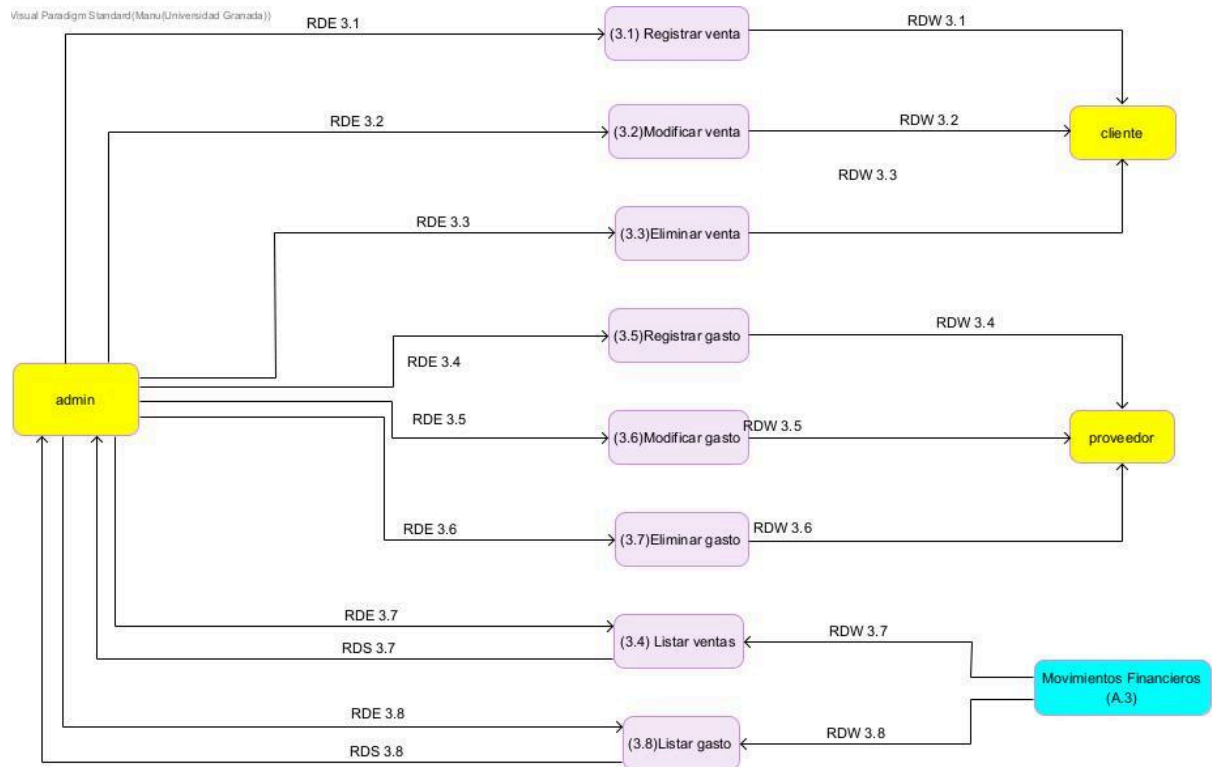 Visual Paradigm Standard(Manu(Universidad Granada))
RDE 3.1
(3.1) Registrar venta
RDW 3.1
RDE 3.2
(3.2)Modificar venta
RDW 3.2
cliente
RDW 3.3
RDE 3.3
(3.3)Eliminar venta
RDE 3.4
(3.5)Registrar gasto
RDW 3.4
admin
RDE 3.5
(3.6)Modificar gasto
RDW 3.5
proveedor
RDE 3.6
(3.7)Eliminar gasto
RDW 3.6
RDE 3.7
RDS 3.7
(3.4) Listar ventas
RDW 3.7
Movimientos Financieros
(A.3)
RDE 3.8
RDS 3.8
(3.8)Listar gasto
RDW 3.8